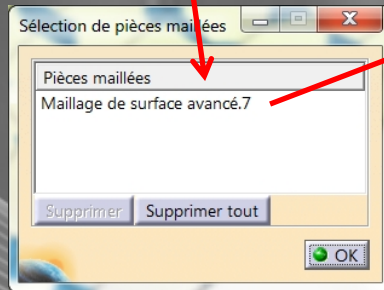 Sélection de pièces maillées
Pièces maillées
Maillage de surface avancé.7
Supprimer Supprimer tout
OK